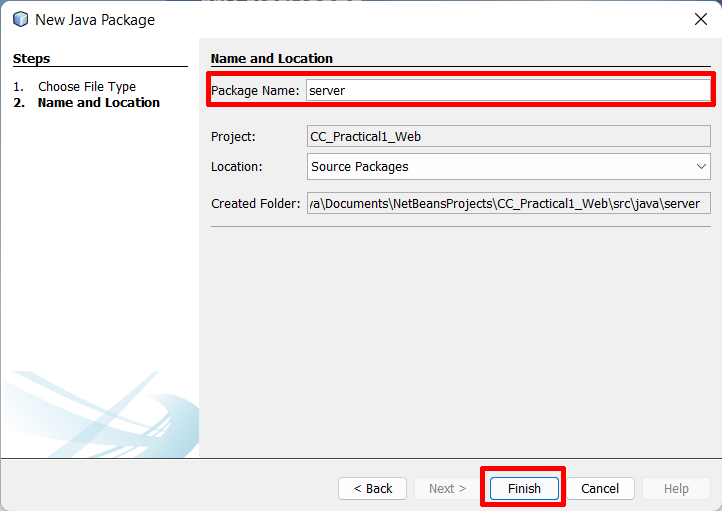 New Java Package
Steps
1. Choose File Type
2. Name and Location
Name and Location
Package Name: server
Project: CC_Practical1_Web
Location: Source Packages
Created Folder: \Documents\NetBeansProjects\CC_Practical1_Web\src\java\server
< Back Next > Finish Cancel Help